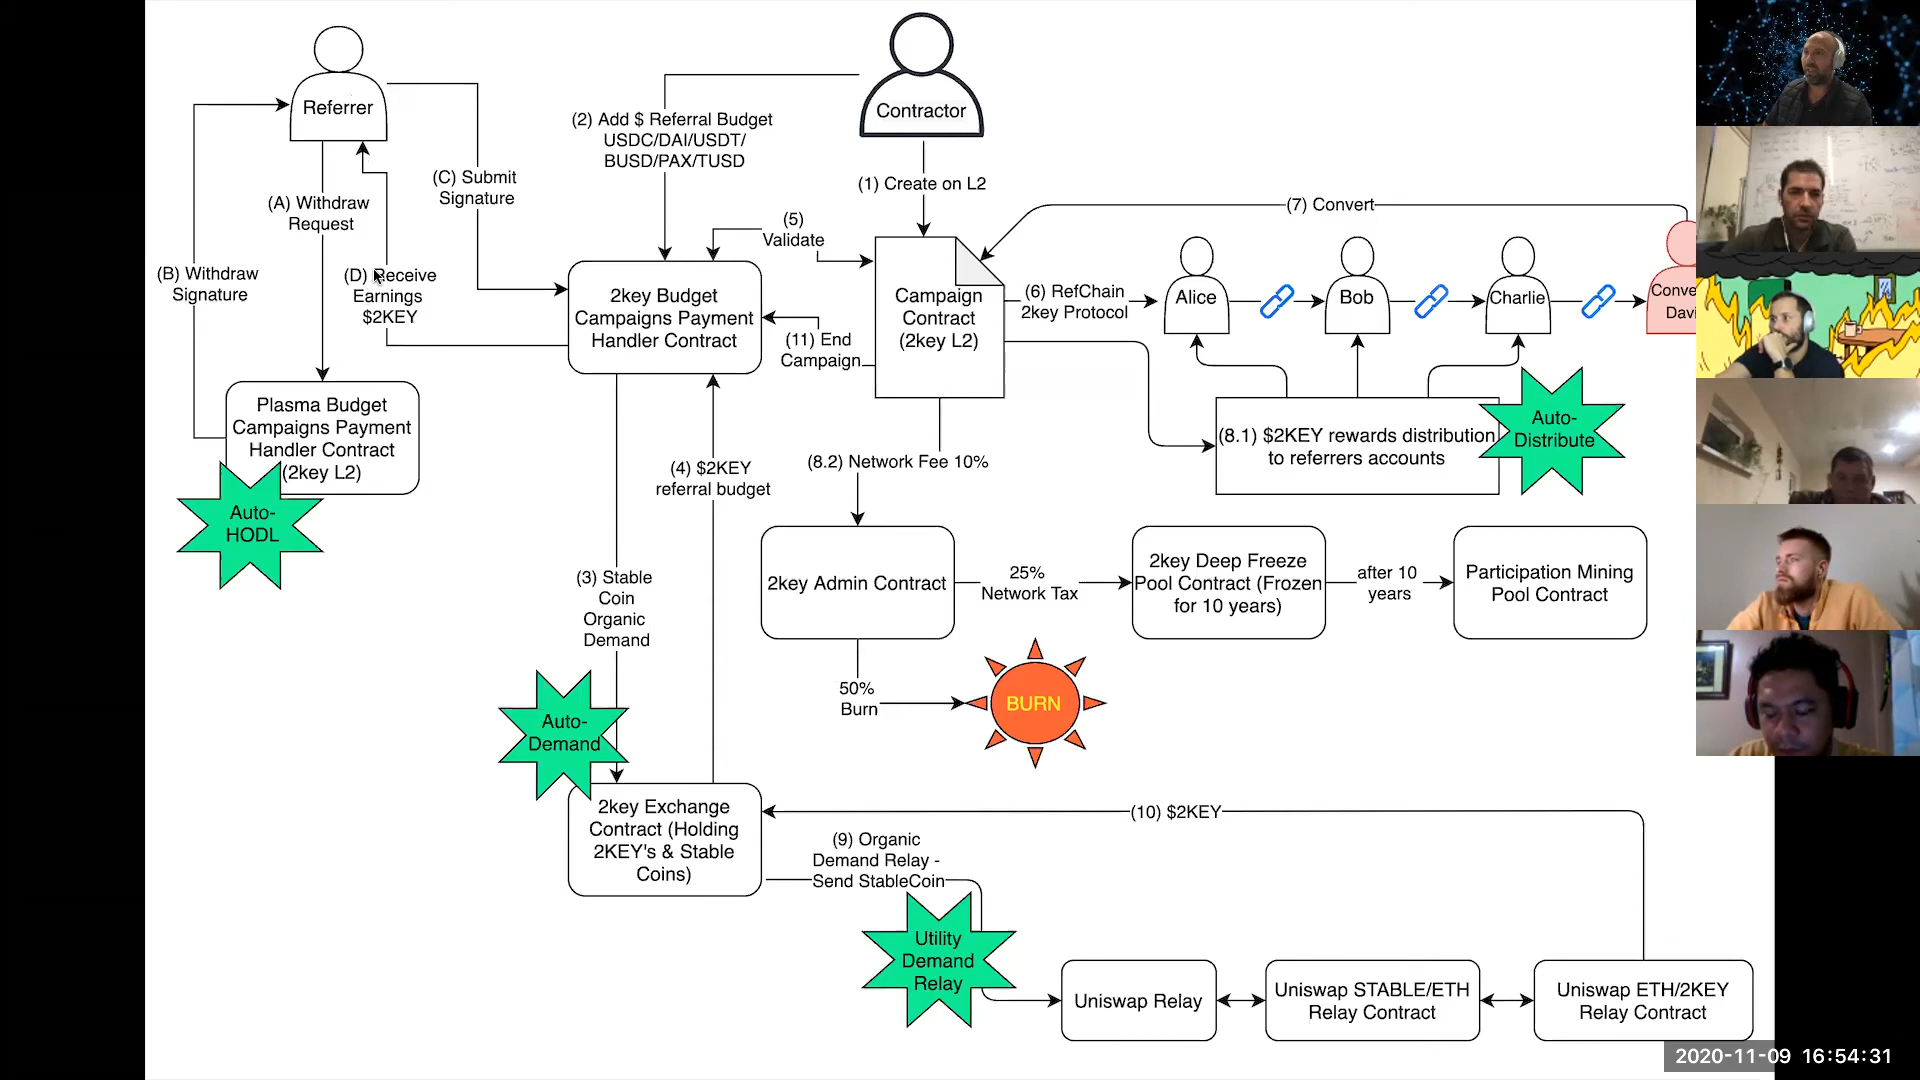 Referrer
Contractor
(2) Add $ Referral Budget
USDC/DAI/USDT/
BUSD/PAX/TUSD
(1) Create on L2
(C) Submit
Signature
(A) Withdraw
Request
(5)
Validate
(7) Convert
(B) Withdraw
Signature
(D) Receive
Earnings
$2KEY
2key Budget
Campaigns Payment
Handler Contract
Campaign
Contract
(2key L2)
(6) RefChain
2key Protocol
Alice
Bob
Charlie
(11) End
Campaign
Plasma Budget
Campaigns Payment
Handler Contract
(2key L2)
Auto-
HODL
(8.1) $2KEY rewards distribution
to referrers accounts
Auto-
Distribute
(4) $2KEY
referral budget
(8.2) Network Fee 10%
(3) Stable
Coin
Organic
Demand
2key Admin Contract
25%
Network Tax
2key Deep Freeze
Pool Contract (Frozen
for 10 years)
after 10
years
Participation Mining
Pool Contract
50%
Burn
BURN
Auto-
Demand
2key Exchange
Contract (Holding
2KEY's & Stable
Coins)
(10) $2KEY
(9) Organic
Demand Relay -
Send StableCoin
Utility
Demand
Relay
Uniswap Relay
Uniswap STABLE/ETH
Relay Contract
Uniswap ETH/2KEY
Relay Contract
2020-11-09 16:54:31